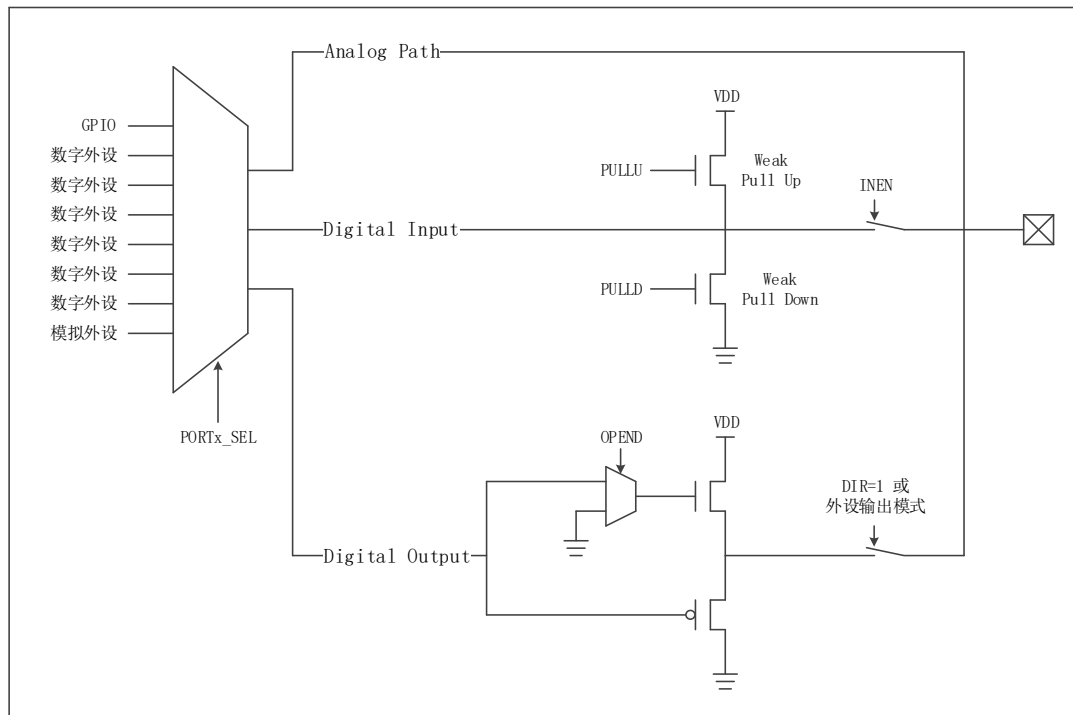 Analog Path
VDD
GPIO
数字外设
数字外设
数字外设
数字外设
数字外设
数字外设
模拟外设
PORTx_SEL
PULLU
Weak
Pull Up
INEN
Digital Input
PULLD
Weak
Pull Down
VDD
OPEND
DIR=1 或
外设输出模式
Digital Output